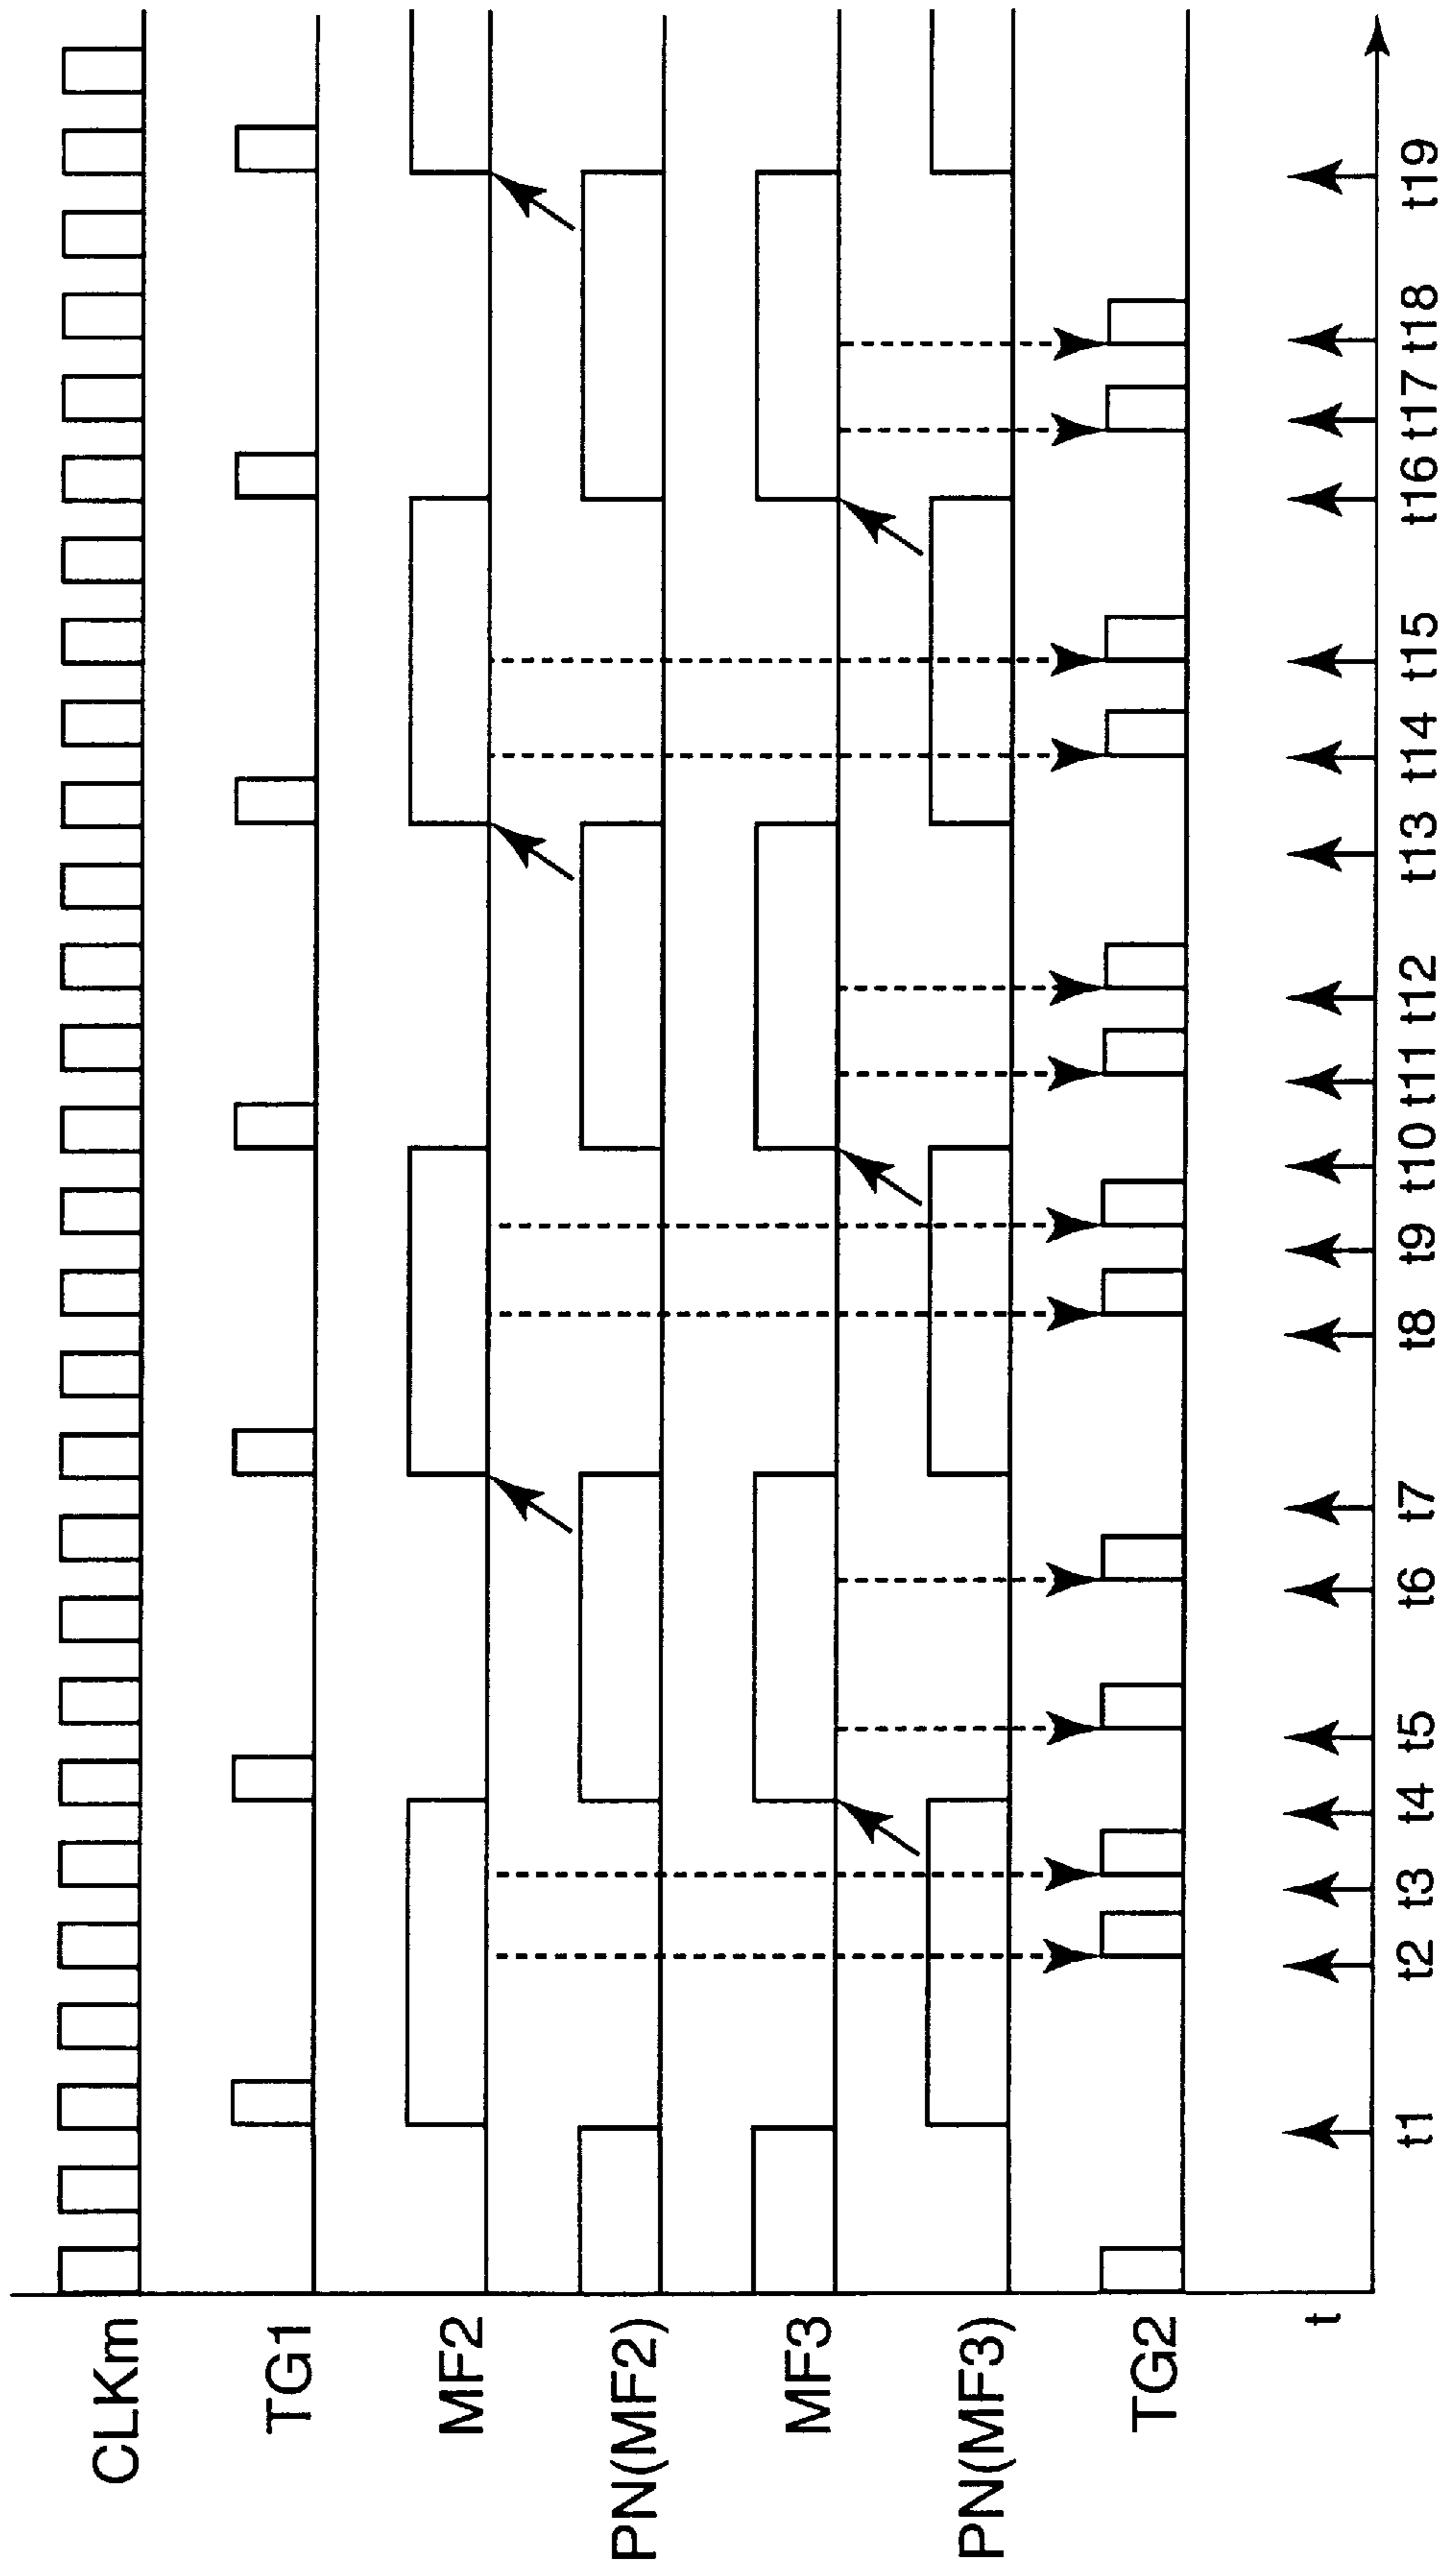 CLKm
TG1
MF2
PN(MF2)
MF3
PN(MF3)
TG2
t
t1 t2 t3 t4 t5 t6 t7 t8 t9 t10 t11 t12 t13 t14 t15 t16 t17 t18 t19